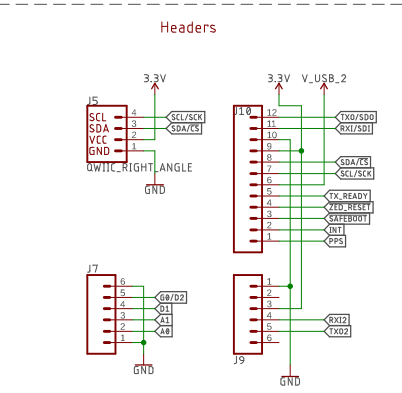 Headers
3.3V
J5
SCL 4 SCL/SCK
SDA 3 SDA/CS
VCC 2
GND 1
QWIIC_RIGHT_ANGLE
GND
3.3V V_USB_2
J10
12 TXO/SDO
11 RXI/SDI
10
9
8 SDA/CS
7 SCL/SCK
6
5 TX_READY
4 ZED_RESET
3 SAFEBOOT
2 INT
1 PPS
J7
6
5 G0/D2
4 D1
3 A1
2 A0
1
GND
1
2
3
4 RXI2
5 TXO2
6
J9
GND